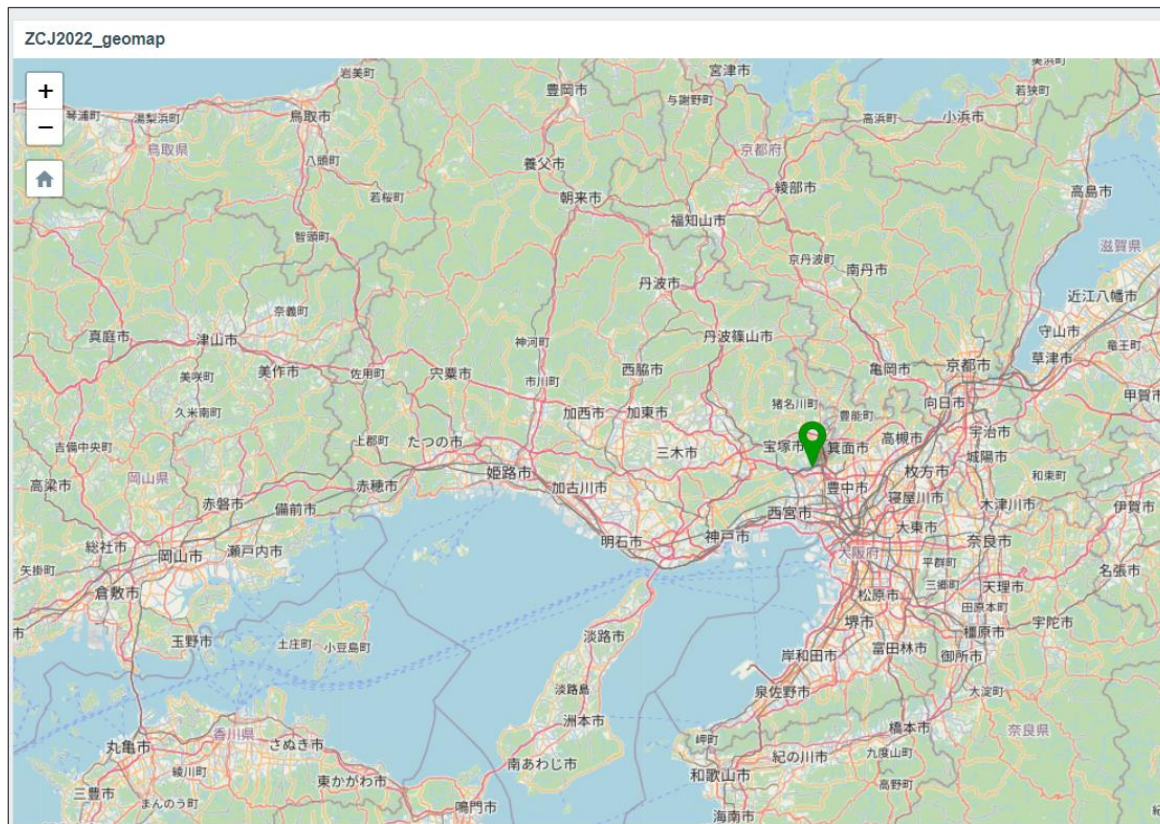 ZCJ2022_geomap
+
−
岩美町
豊岡市
宮津市
与謝野町
若狭町
美浜町
琴浦町
湯梨浜町
鳥取市
高浜町
小浜市
鳥取県
八頭町
養父市
京都府
若桜町
朝来市
綾部市
高島市
福知山市
智頭町
滋賀県
京丹波町
南丹市
丹波市
近江八幡市
奈義町
真庭市
津山市
神河町
丹波篠山市
守山市
竜王町
草津市
美咲町
美作市
佐用町
宍粟市
市川町
西脇市
亀岡市
京都市
甲賀市
久米南町
加西市
加東市
猪名川町
豊能町
向日市
吉備中央町
上郡町
たつの市
三木市
宝塚市
箕面市
高槻市
宇治市
城陽市
高梁市
岡山県
赤磐市
備前市
赤穂市
姫路市
加古川市
豊中市
枚方市
寝屋川市
和束町
木津川市
伊賀市
総社市
岡山市
瀬戸内市
明石市
神戸市
西宮市
大阪府
大東市
奈良市
矢掛町
倉敷市
平群町
三郷町
天理市
名張市
玉野市
土庄町
小豆島町
淡路市
松原市
堺市
田原本町
橿原市
宇陀市
岸和田市
富田林市
御所市
淡路島
洲本市
泉佐野市
大淀町
丸亀市
香川県
さぬき市
岬町
橋本市
奈良県
三豊市
綾川町
東かがわ市
南あわじ市
和歌山市
紀の川市
九度山町
高野町
まんのう町
鳴門市
海南市